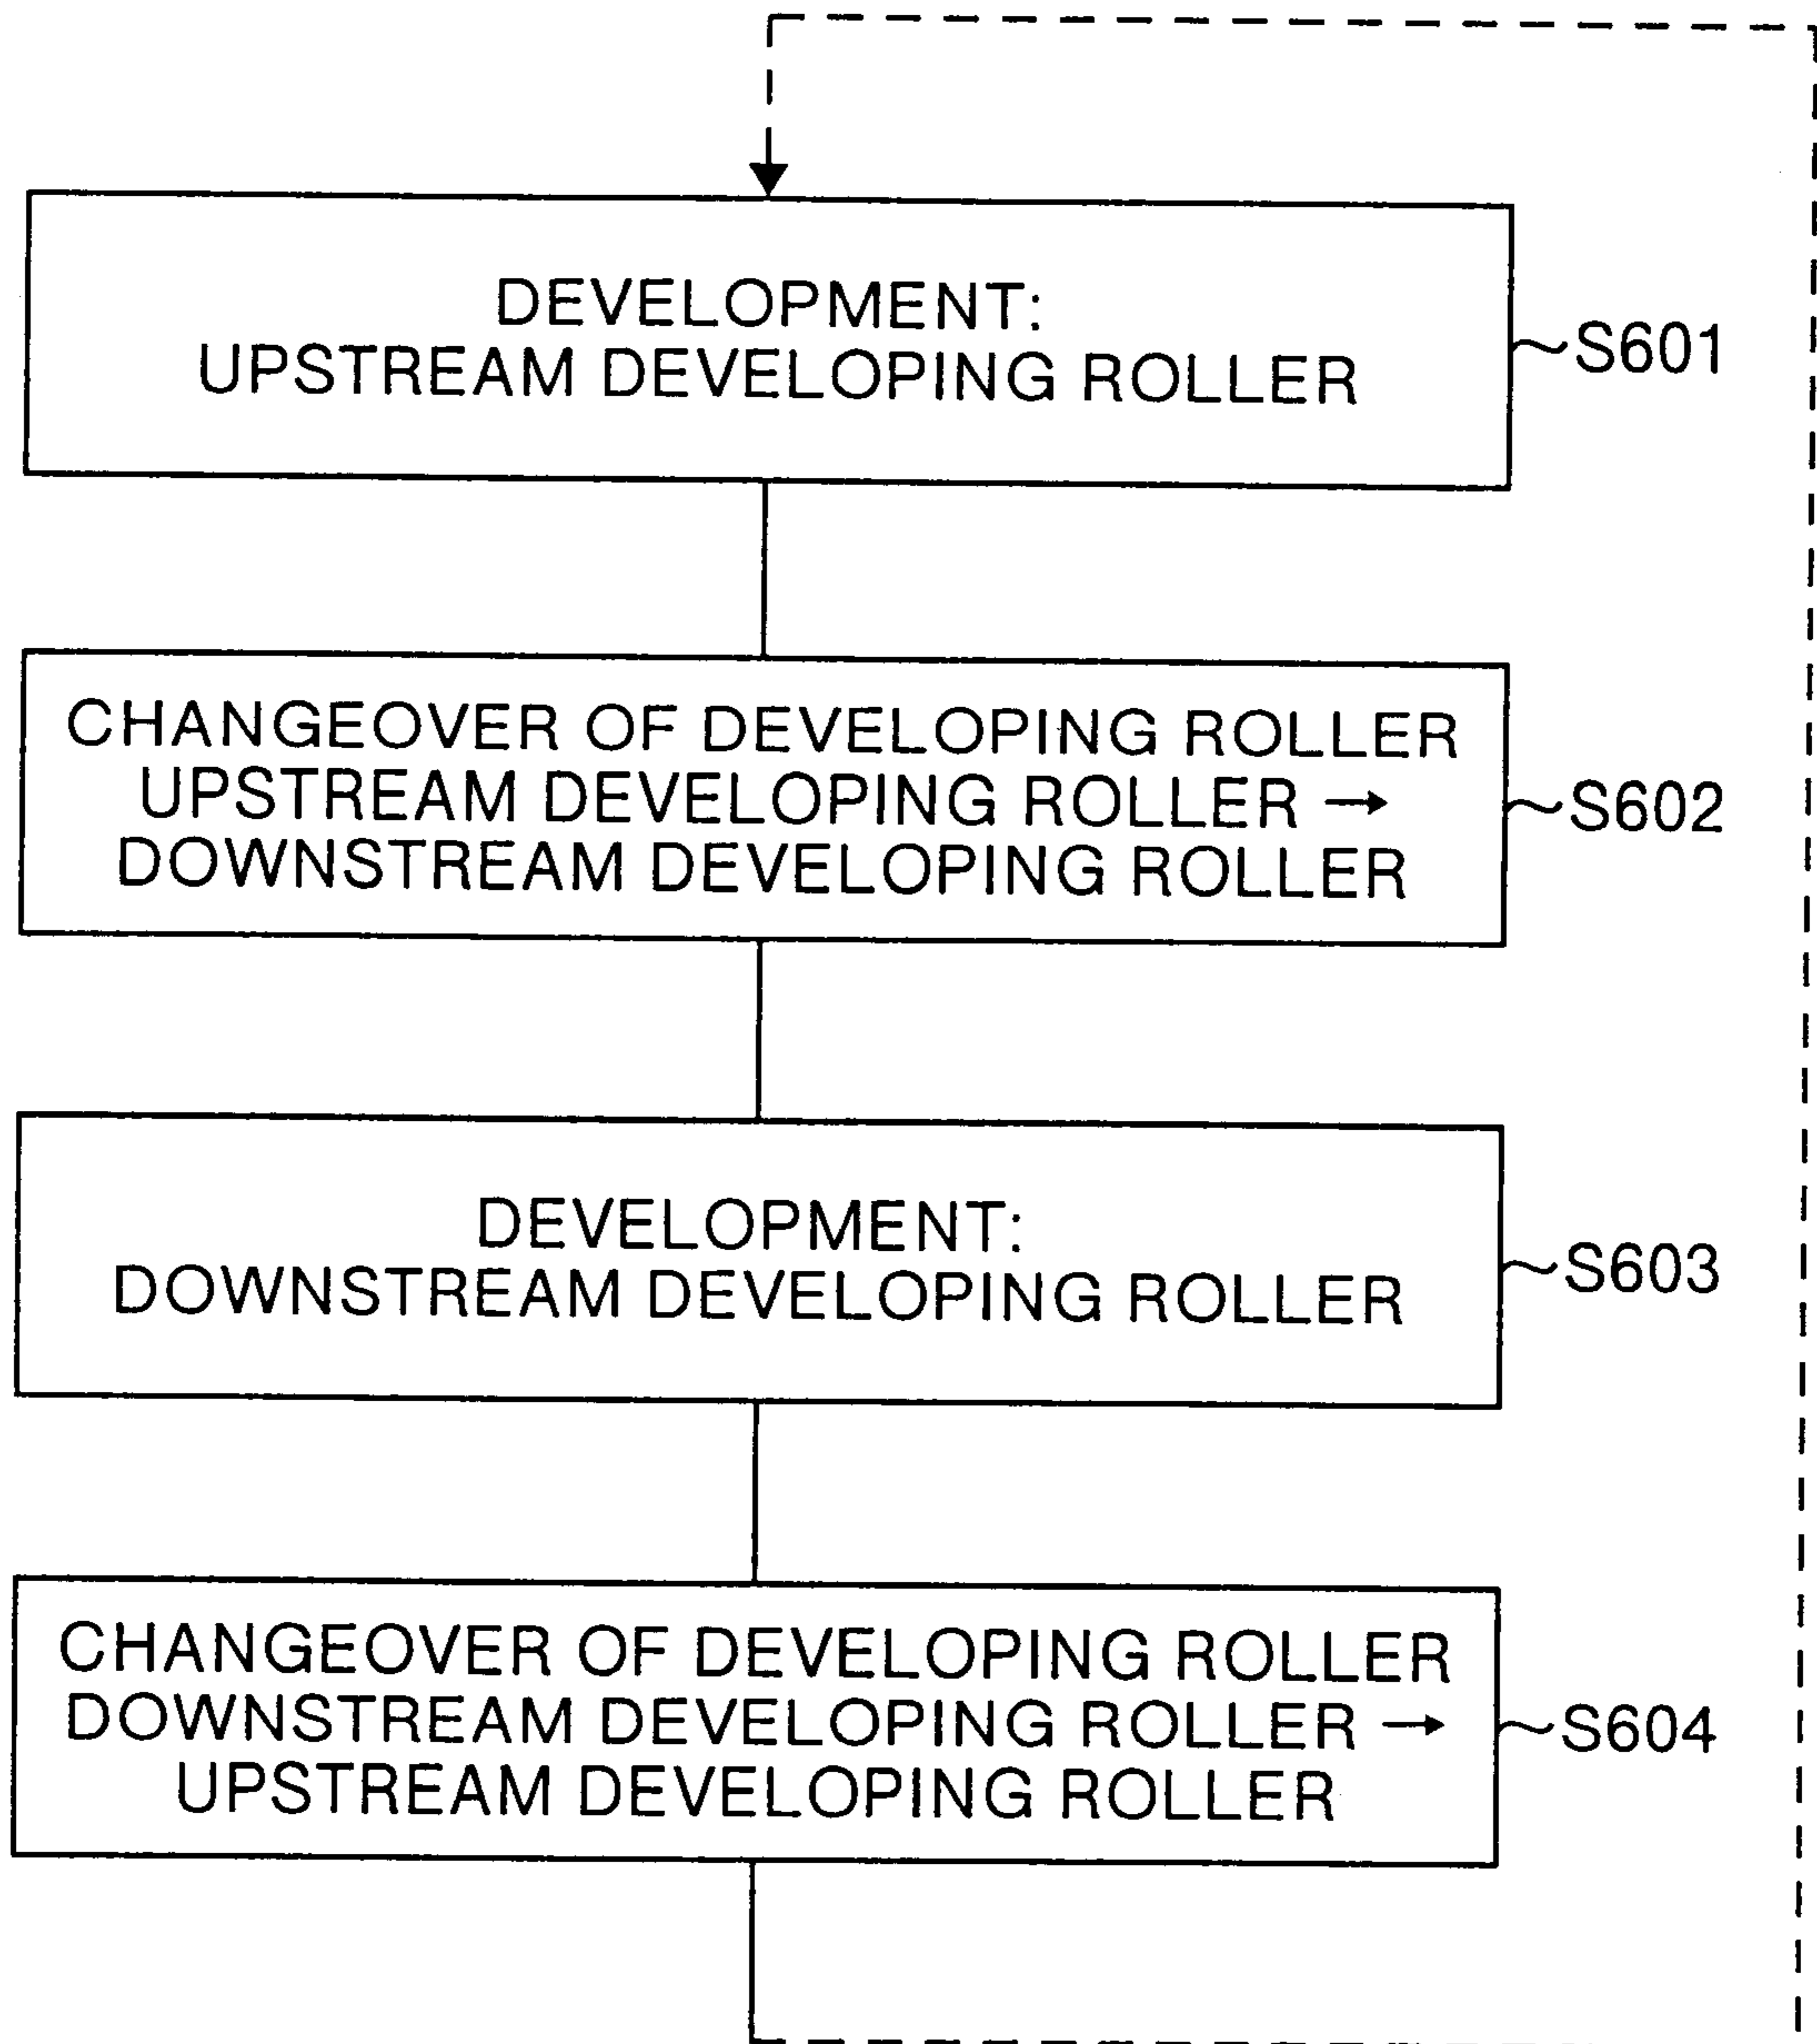 DEVELOPMENT:
UPSTREAM DEVELOPING ROLLER
S601
CHANGEOVER OF DEVELOPING ROLLER
UPSTREAM DEVELOPING ROLLER →
DOWNSTREAM DEVELOPING ROLLER
S602
DEVELOPMENT:
DOWNSTREAM DEVELOPING ROLLER
S603
CHANGEOVER OF DEVELOPING ROLLER
DOWNSTREAM DEVELOPING ROLLER →
UPSTREAM DEVELOPING ROLLER
S604